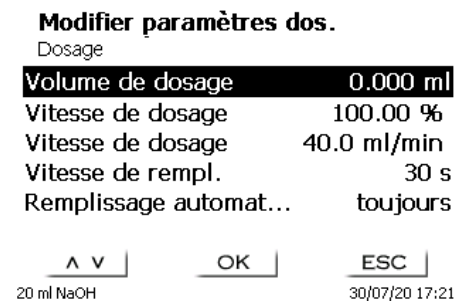 Modifier paramètres dos.
Dosage
Volume de dosage 0.000 ml
Vitesse de dosage 100.00 %
Vitesse de dosage 40.0 ml/min
Vitesse de rempl. 30 s
Remplissage automat... toujours
∧ ∨ OK ESC
20 ml NaOH 30/07/20 17:21